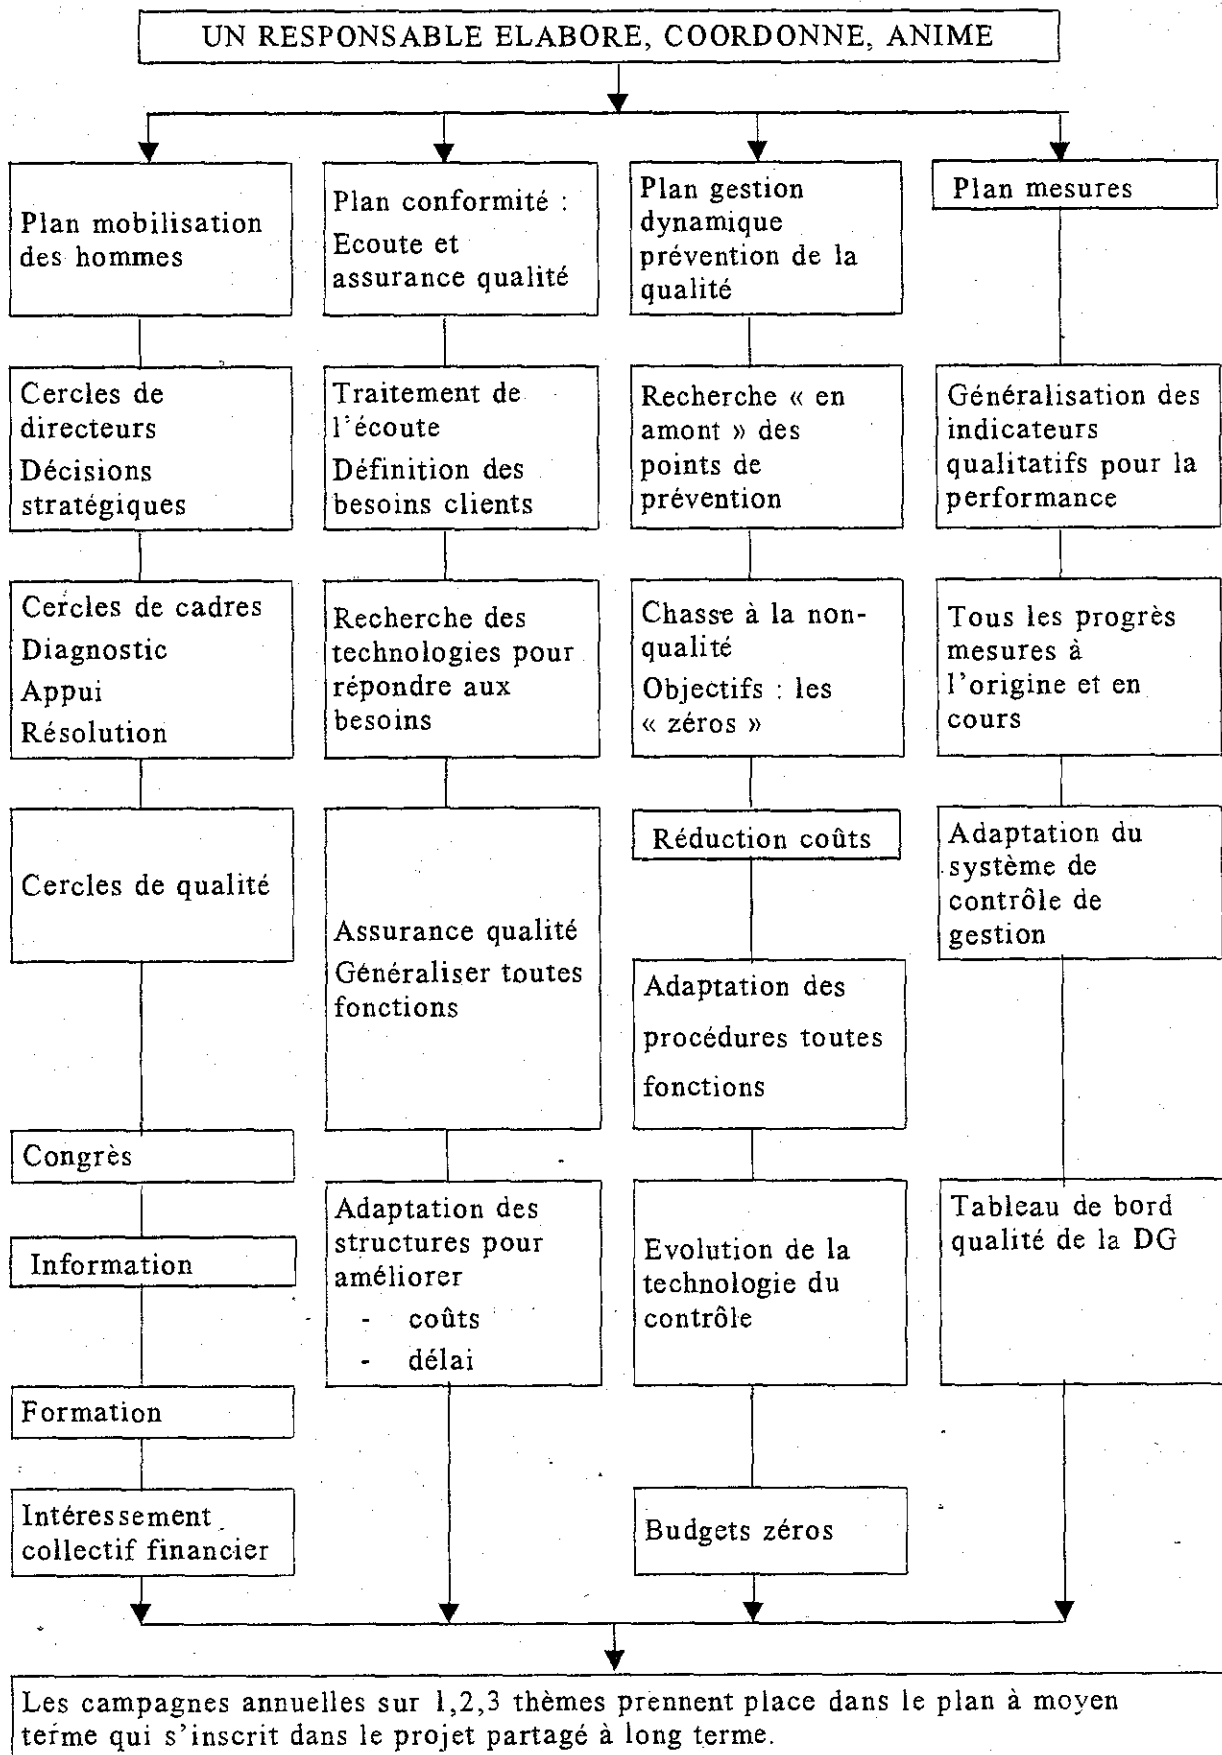 UN RESPONSABLE ELABORE, COORDONNE, ANIME
Plan mobilisation
des hommes
Cercles de
directeurs
Décisions
stratégiques
Cercles de cadres
Diagnostic
Appui
Résolution
Cercles de qualité
Congrès
Information
Formation
Intéressement
collectif financier
Plan conformité :
Ecoute et
assurance qualité
Traitement de
l'écoute
Définition des
besoins clients
Recherche des
technologies pour
répondre aux
besoins
Assurance qualité
Généraliser toutes
fonctions
Adaptation des
structures pour
améliorer
- coûts
- délai
Plan gestion
dynamique
prévention de la
qualité
Recherche « en
amont » des
points de
prévention
Chasse à la non-
qualité
Objectifs : les
« zéros »
Réduction coûts
Adaptation des
procédures toutes
fonctions
Evolution de la
technologie du
contrôle
Budgets zéros
Plan mesures
Généralisation des
indicateurs
qualitatifs pour la
performance
Tous les progrès
mesures à
l'origine et en
cours
Adaptation du
système de
contrôle de
gestion
Tableau de bord
qualité de la DG
Les campagnes annuelles sur 1,2,3 thèmes prennent place dans le plan à moyen
terme qui s'inscrit dans le projet partagé à long terme.